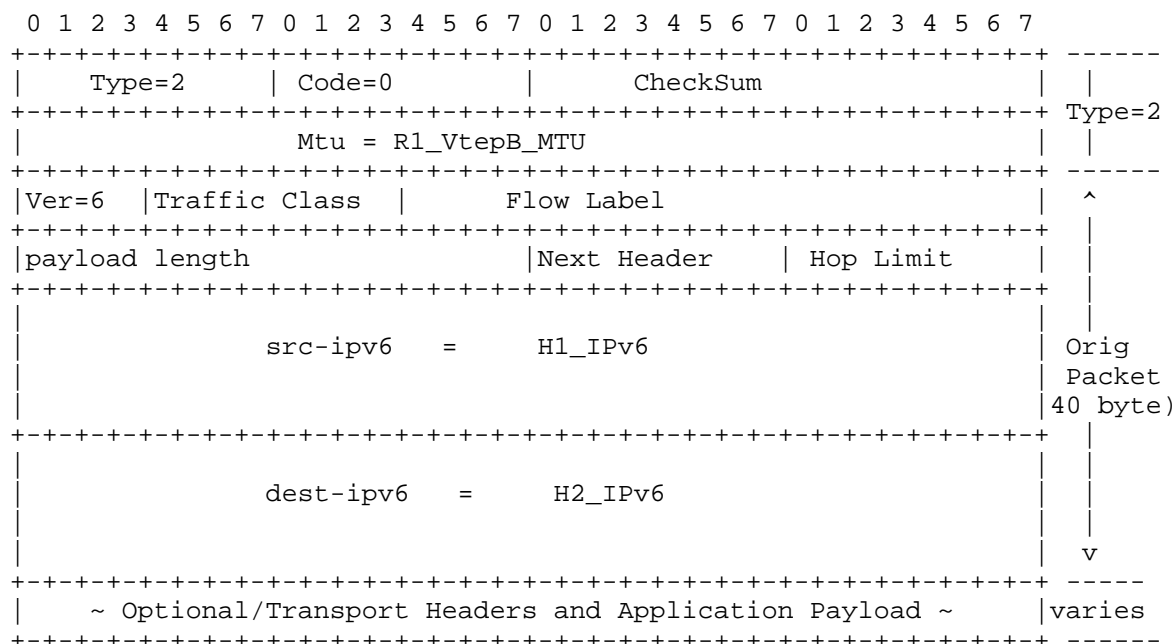 0 1 2 3 4 5 6 7 0 1 2 3 4 5 6 7 0 1 2 3 4 5 6 7 0 1 2 3 4 5 6 7
+-+-+-+-+-+-+-+-+-+-+-+-+-+-+-+-+-+-+-+-+-+-+-+-+-+-+-+-+-+-+-+-+ ------
|    Type=2     | Code=0        |      CheckSum                 |  |
+-+-+-+-+-+-+-+-+-+-+-+-+-+-+-+-+-+-+-+-+-+-+-+-+-+-+-+-+-+-+-+-+ Type=2
|                 Mtu = R1_VtepB_MTU                            |  |
+-+-+-+-+-+-+-+-+-+-+-+-+-+-+-+-+-+-+-+-+-+-+-+-+-+-+-+-+-+-+-+-+ ------
|Ver=6  |Traffic Class  |      Flow Label                       |  ^
+-+-+-+-+-+-+-+-+-+-+-+-+-+-+-+-+-+-+-+-+-+-+-+-+-+-+-+-+-+-+-+-+  |
|payload length                 |Next Header    | Hop Limit     |  |
+-+-+-+-+-+-+-+-+-+-+-+-+-+-+-+-+-+-+-+-+-+-+-+-+-+-+-+-+-+-+-+-+  |
|                                                               |  |
|               src-ipv6   =     H1_IPv6                        | Orig
|                                                               | Packet
|                                                               |40 byte)
+-+-+-+-+-+-+-+-+-+-+-+-+-+-+-+-+-+-+-+-+-+-+-+-+-+-+-+-+-+-+-+-+  |
|                                                               |  |
|               dest-ipv6   =     H2_IPv6                       |  |
|                                                               |  |
|                                                               |  v
+-+-+-+-+-+-+-+-+-+-+-+-+-+-+-+-+-+-+-+-+-+-+-+-+-+-+-+-+-+-+-+-+ -----
|    ~ Optional/Transport Headers and Application Payload ~     |varies
+-+-+-+-+-+-+-+-+-+-+-+-+-+-+-+-+-+-+-+-+-+-+-+-+-+-+-+-+-+-+-+-+ ------